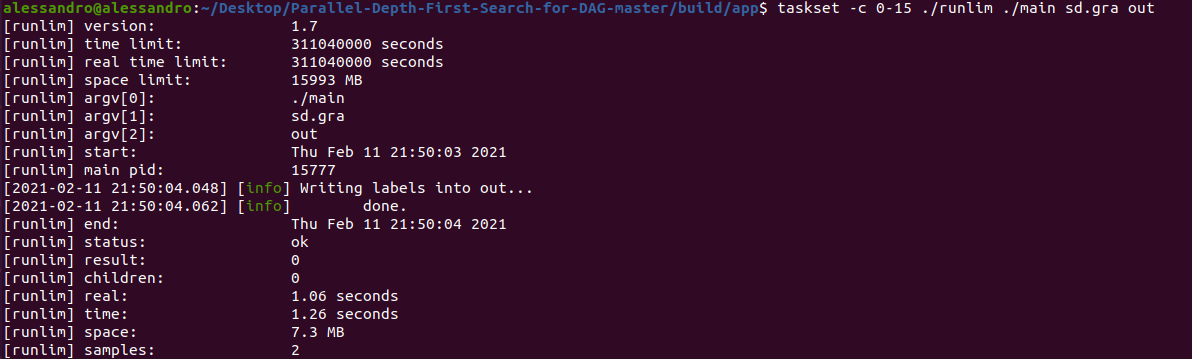 alessandro@alessandro:~/Desktop/Parallel-Depth-First-Search-for-DAG-master/build/app$ taskset -c 0-15 ./runlim ./main sd.gra out
[runlim] version: 1.7
[runlim] time limit: 311040000 seconds
[runlim] real time limit: 311040000 seconds
[runlim] space limit: 15993 MB
[runlim] argv[0]: ./main
[runlim] argv[1]: sd.gra
[runlim] argv[2]: out
[runlim] start: Thu Feb 11 21:50:03 2021
[runlim] main pid: 15777
[2021-02-11 21:50:04.048] [info] Writing labels into out...
[2021-02-11 21:50:04.062] [info] done.
[runlim] end: Thu Feb 11 21:50:04 2021
[runlim] status: ok
[runlim] result: 0
[runlim] children: 0
[runlim] real: 1.06 seconds
[runlim] time: 1.26 seconds
[runlim] space: 7.3 MB
[runlim] samples: 2